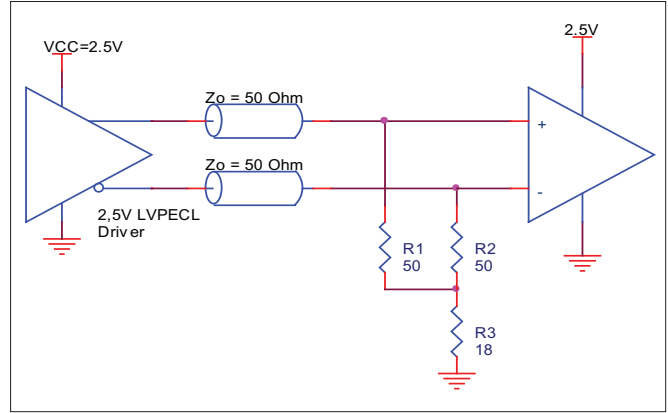 VCC=2.5V
2.5V
Zo = 50 Ohm
+
Zo = 50 Ohm
-
2,5V LVPECL
Driver
R1
50
R2
50
R3
18